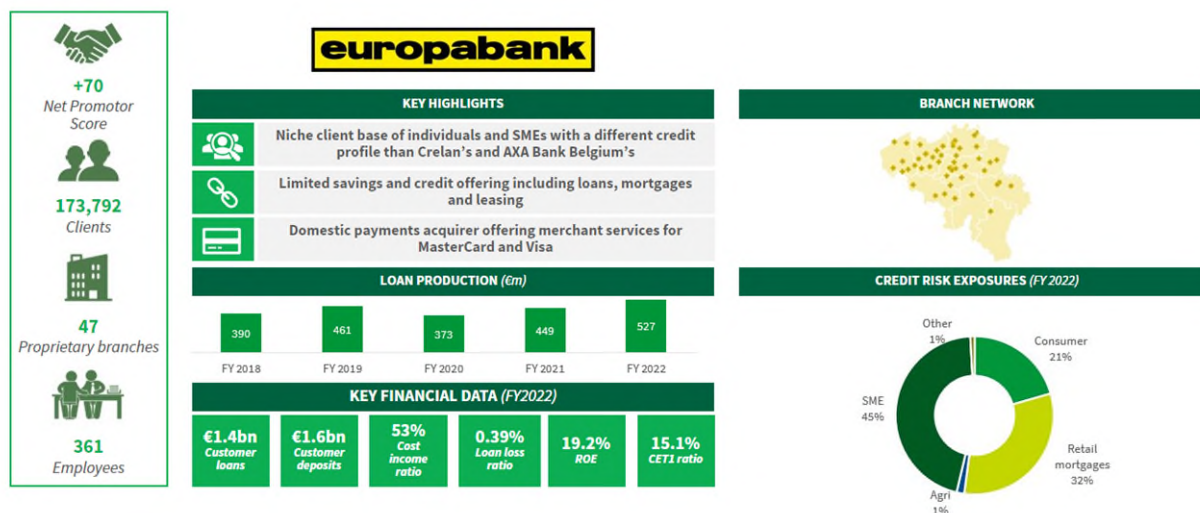 +70
Net Promotor
Score
173,792
Clients
47
Proprietary branches
361
Employees
europabank
KEY HIGHLIGHTS
Niche client base of individuals and SMEs with a different credit
profile than Crelan's and AXA Bank Belgium's
Limited savings and credit offering including loans, mortgages
and leasing
Domestic payments acquirer offering merchant services for
MasterCard and Visa
LOAN PRODUCTION (€m)
390
461
373
449
527
FY 2018
FY 2019
FY 2020
FY 2021
FY 2022
KEY FINANCIAL DATA (FY2022)
€1.4bn
Customer
loans
€1.6bn
Customer
deposits
53%
Cost
income
ratio
0.39%
Loan loss
ratio
19.2%
ROE
15.1%
CET1 ratio
BRANCH NETWORK
CREDIT RISK EXPOSURES (FY 2022)
Other
1%
Consumer
21%
SME
45%
Retail
mortgages
32%
Agri
1%